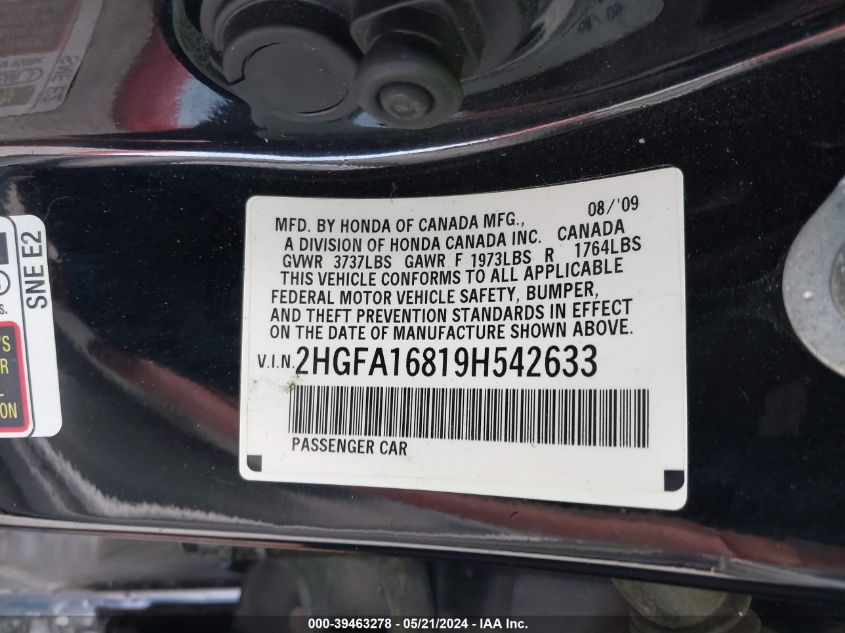 08/'09
MFD. BY HONDA OF CANADA MFG.,
A DIVISION OF HONDA CANADA INC. CANADA
GVWR 3737LBS GAWR F 1973LBS R 1764LBS
THIS VEHICLE CONFORMS TO ALL APPLICABLE
FEDERAL MOTOR VEHICLE SAFETY, BUMPER,
AND THEFT PREVENTION STANDARDS IN EFFECT
ON THE DATE OF MANUFACTURE SHOWN ABOVE.
V.I.N. 2HGFA16819H542633
PASSENGER CAR
SNE E2
000-39463278 — 05/21/2024 — IAA Inc.